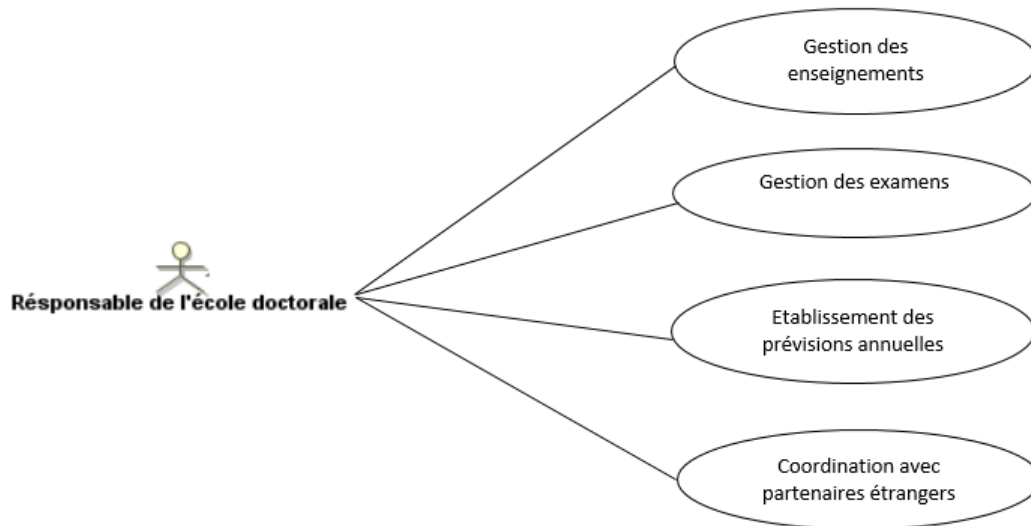 Gestion des
enseignements
Gestion des examens
Résponsable de l'école doctorale
Etablissement des
prévisions annuelles
Coordination avec
partenaires étrangers